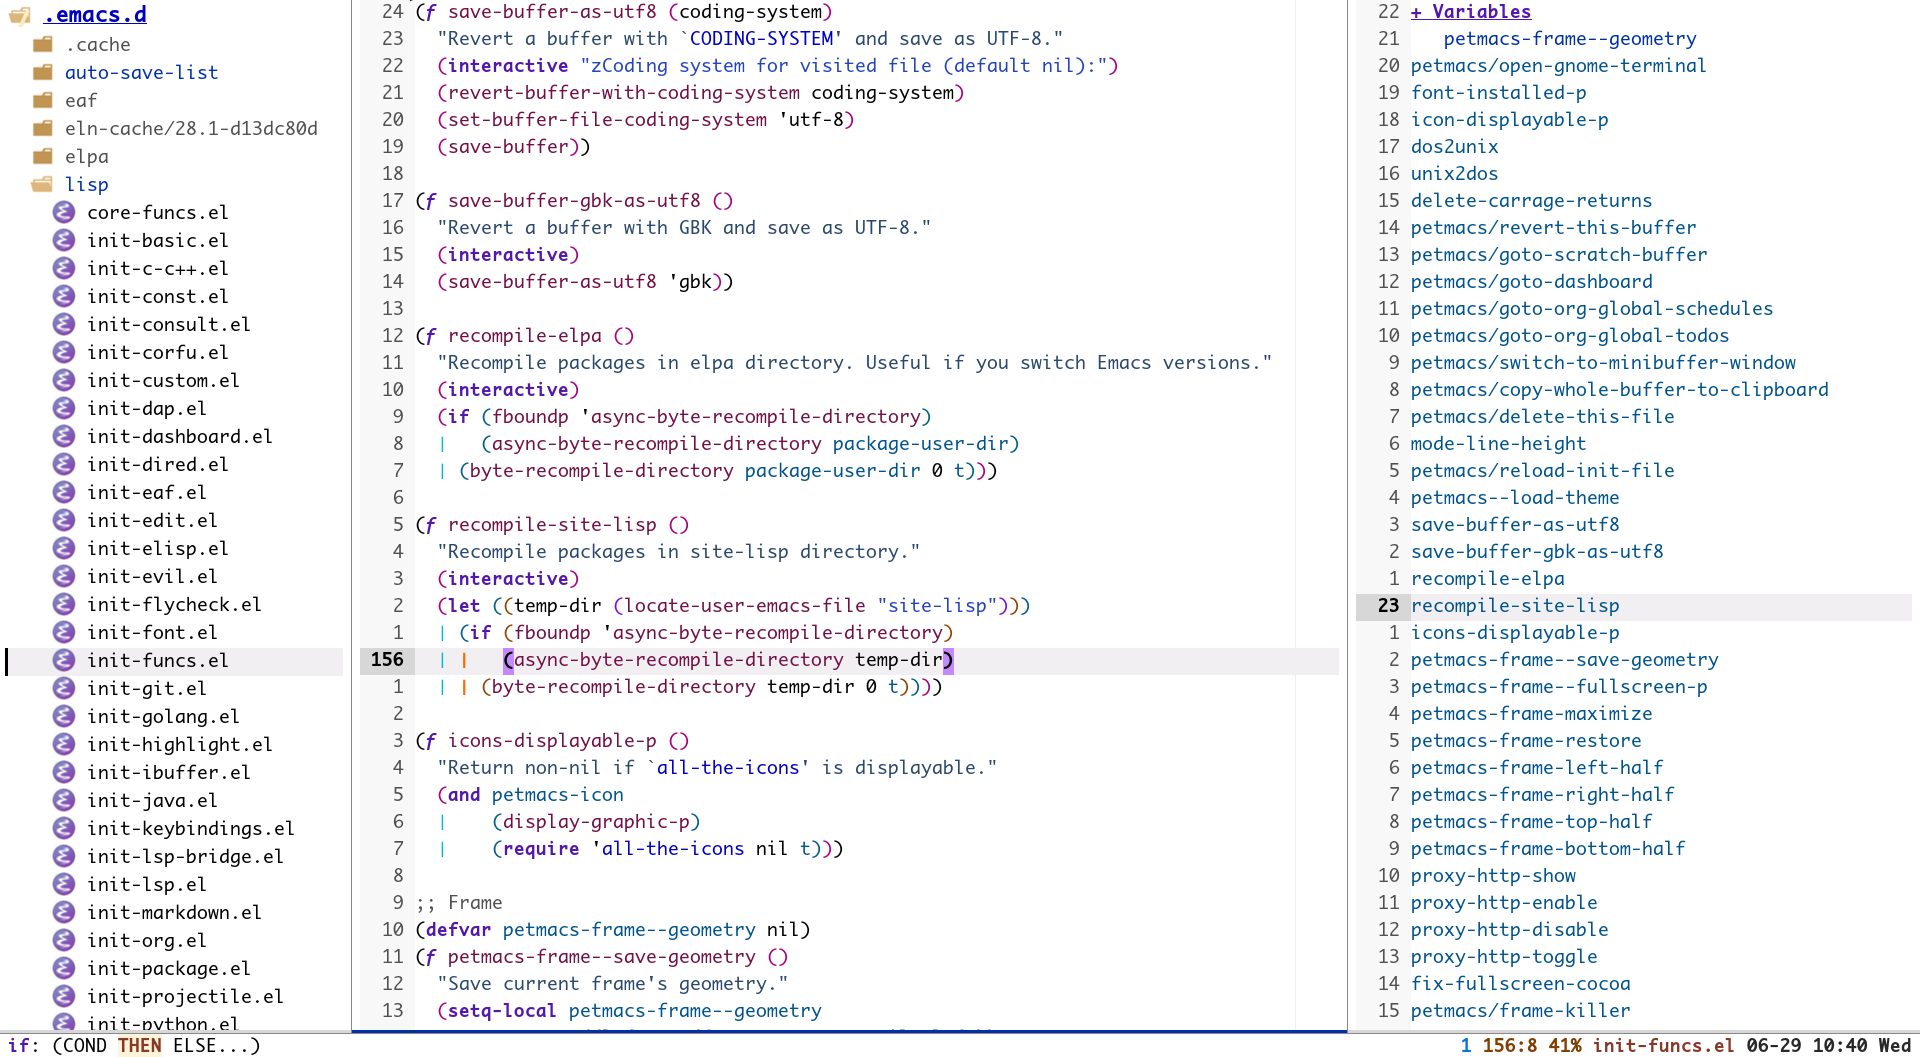 .emacs.d
.cache
auto-save-list
eaf
eln-cache/28.1-d13dc80d
elpa
lisp
core-funcs.el
init-basic.el
init-c-c++.el
init-const.el
init-consult.el
init-corfu.el
init-custom.el
init-dap.el
init-dashboard.el
init-dired.el
init-eaf.el
init-edit.el
init-elisp.el
init-evil.el
init-flycheck.el
init-font.el
init-funcs.el
init-git.el
init-golang.el
init-highlight.el
init-ibuffer.el
init-java.el
init-keybindings.el
init-lsp-bridge.el
init-lsp.el
init-markdown.el
init-org.el
init-package.el
init-projectile.el
init-python.el
24 (f save-buffer-as-utf8 (coding-system)
23   "Revert a buffer with `CODING-SYSTEM' and save as UTF-8."
22   (interactive "zCoding system for visited file (default nil):")
21   (revert-buffer-with-coding-system coding-system)
20   (set-buffer-file-coding-system 'utf-8)
19   (save-buffer))
18
17 (f save-buffer-gbk-as-utf8 ()
16   "Revert a buffer with GBK and save as UTF-8."
15   (interactive)
14   (save-buffer-as-utf8 'gbk))
13
12 (f recompile-elpa ()
11   "Recompile packages in elpa directory. Useful if you switch Emacs versions."
10   (interactive)
9   (if (fboundp 'async-byte-recompile-directory)
8   |   (async-byte-recompile-directory package-user-dir)
7   | (byte-recompile-directory package-user-dir 0 t)))
6
5 (f recompile-site-lisp ()
4   "Recompile packages in site-lisp directory."
3   (interactive)
2   (let ((temp-dir (locate-user-emacs-file "site-lisp")))
1   | (if (fboundp 'async-byte-recompile-directory)
156   | |   (async-byte-recompile-directory temp-dir)
1   | | (byte-recompile-directory temp-dir 0 t))))
2
3 (f icons-displayable-p ()
4   "Return non-nil if `all-the-icons' is displayable."
5   (and petmacs-icon
6   |    (display-graphic-p)
7   |    (require 'all-the-icons nil t)))
8
9 ;; Frame
10 (defvar petmacs-frame--geometry nil)
11 (f petmacs-frame--save-geometry ()
12   "Save current frame's geometry."
13   (setq-local petmacs-frame--geometry
22 + Variables
21    petmacs-frame--geometry
20 petmacs/open-gnome-terminal
19 font-installed-p
18 icon-displayable-p
17 dos2unix
16 unix2dos
15 delete-carrage-returns
14 petmacs/revert-this-buffer
13 petmacs/goto-scratch-buffer
12 petmacs/goto-dashboard
11 petmacs/goto-org-global-schedules
10 petmacs/goto-org-global-todos
9 petmacs/switch-to-minibuffer-window
8 petmacs/copy-whole-buffer-to-clipboard
7 petmacs/delete-this-file
6 mode-line-height
5 petmacs/reload-init-file
4 petmacs--load-theme
3 save-buffer-as-utf8
2 save-buffer-gbk-as-utf8
1 recompile-elpa
23 recompile-site-lisp
1 icons-displayable-p
2 petmacs-frame--save-geometry
3 petmacs-frame--fullscreen-p
4 petmacs-frame-maximize
5 petmacs-frame-restore
6 petmacs-frame-left-half
7 petmacs-frame-right-half
8 petmacs-frame-top-half
9 petmacs-frame-bottom-half
10 proxy-http-show
11 proxy-http-enable
12 proxy-http-disable
13 proxy-http-toggle
14 fix-fullscreen-cocoa
15 petmacs/frame-killer
if: (COND THEN ELSE...)
1 156:8 41% init-funcs.el 06-29 10:40 Wed